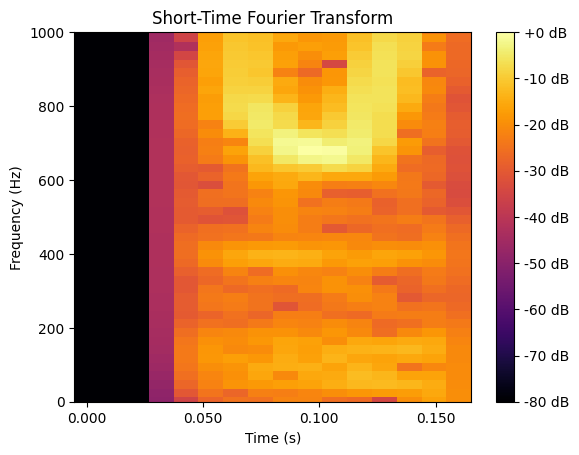 Short-Time Fourier Transform
1000
800
600
400
200
0
Frequency (Hz)
0.000
0.050
0.100
0.150
Time (s)
+0 dB
-10 dB
-20 dB
-30 dB
-40 dB
-50 dB
-60 dB
-70 dB
-80 dB